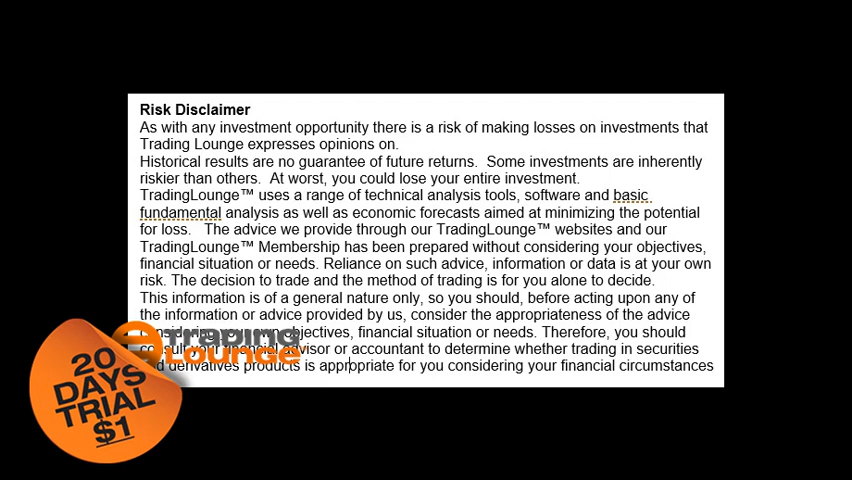 Risk Disclaimer
As with any investment opportunity there is a risk of making losses on investments that
Trading Lounge expresses opinions on.
Historical results are no guarantee of future returns.  Some investments are inherently
riskier than others.  At worst, you could lose your entire investment.
TradingLounge™ uses a range of technical analysis tools, software and basic
fundamental analysis as well as economic forecasts aimed at minimizing the potential
for loss.   The advice we provide through our TradingLounge™ websites and our
TradingLounge™ Membership has been prepared without considering your objectives,
financial situation or needs. Reliance on such advice, information or data is at your own
risk. The decision to trade and the method of trading is for you alone to decide.
This information is of a general nature only, so you should, before acting upon any of
the information or advice provided by us, consider the appropriateness of the advice
considering your own objectives, financial situation or needs. Therefore, you should
consult your financial advisor or accountant to determine whether trading in securities
and derivatives products is appropriate for you considering your financial circumstances
Trading
Lounge
20
DAYS
TRIAL
$1